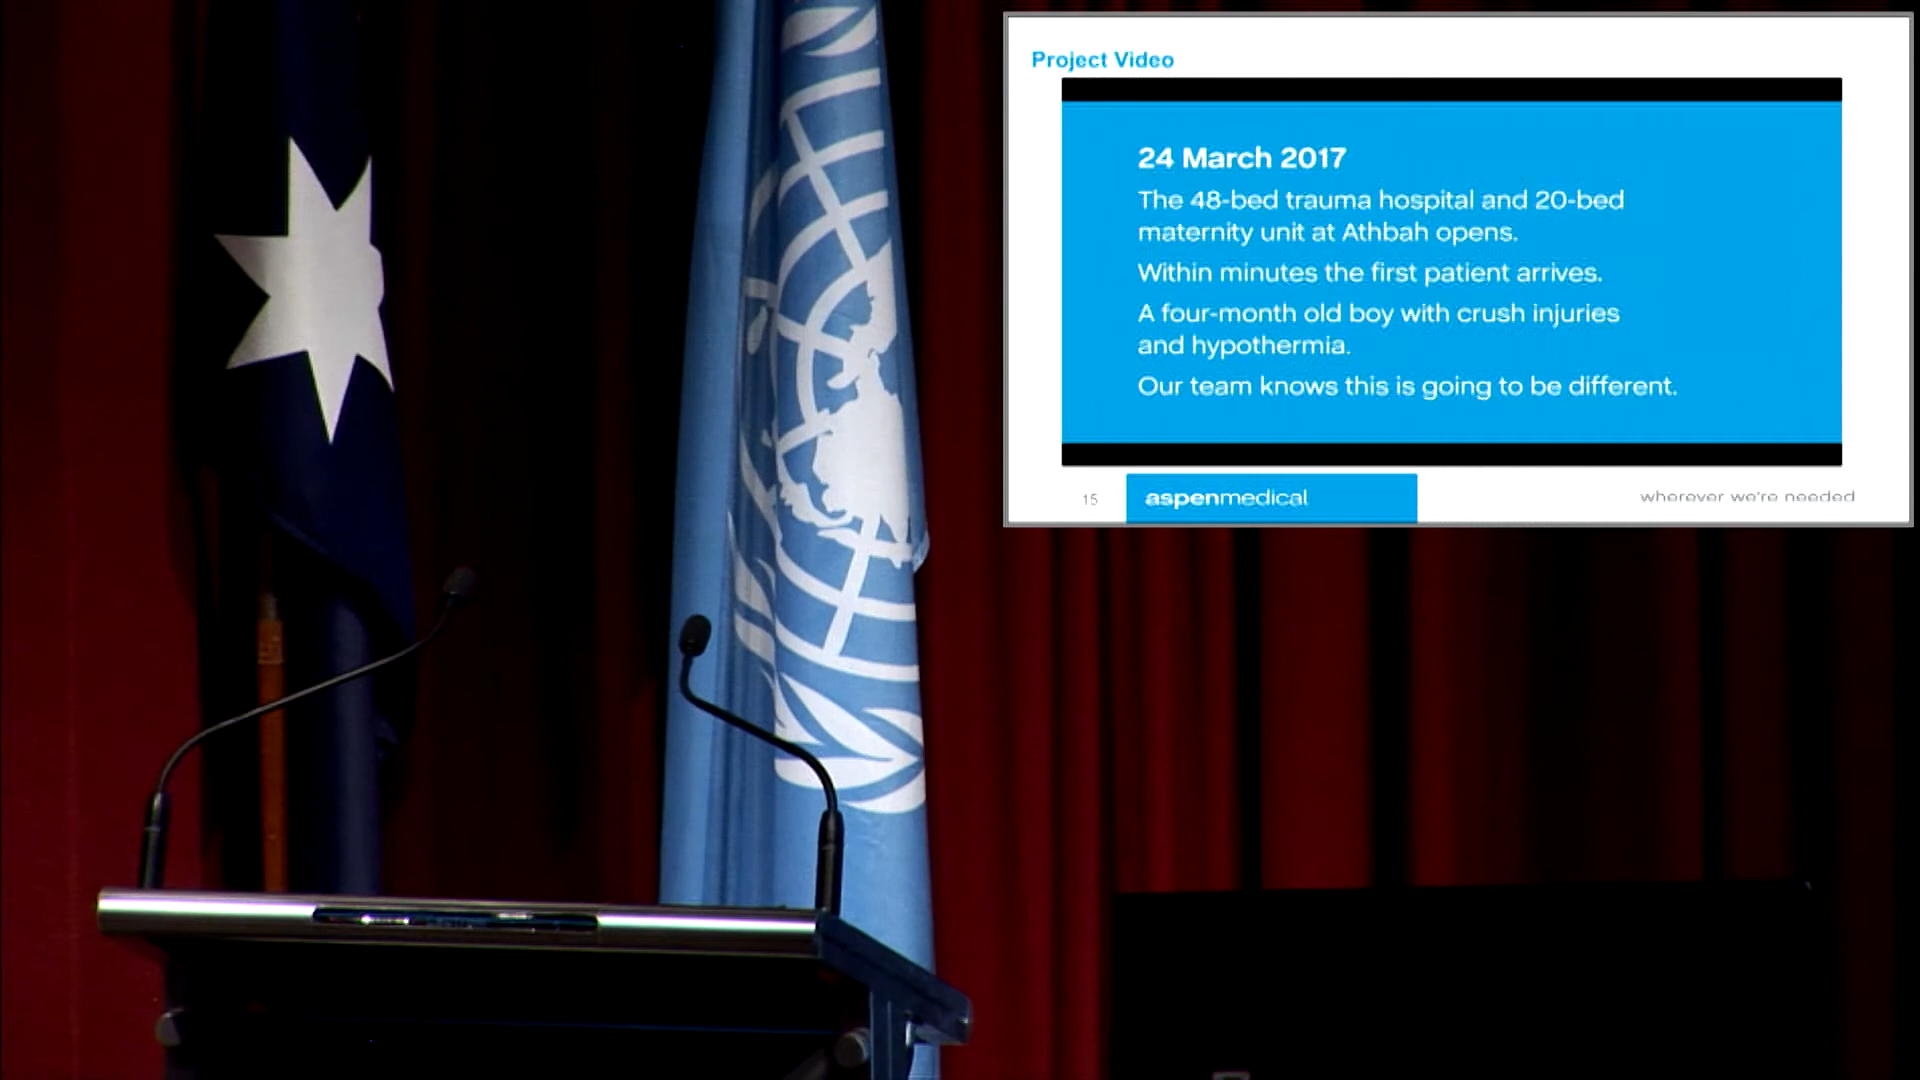 Project Video
24 March 2017
The 48-bed trauma hospital and 20-bed
maternity unit at Athbah opens.
Within minutes the first patient arrives.
A four-month old boy with crush injuries
and hypothermia.
Our team knows this is going to be different.
15
aspenmedical
wherever we're needed